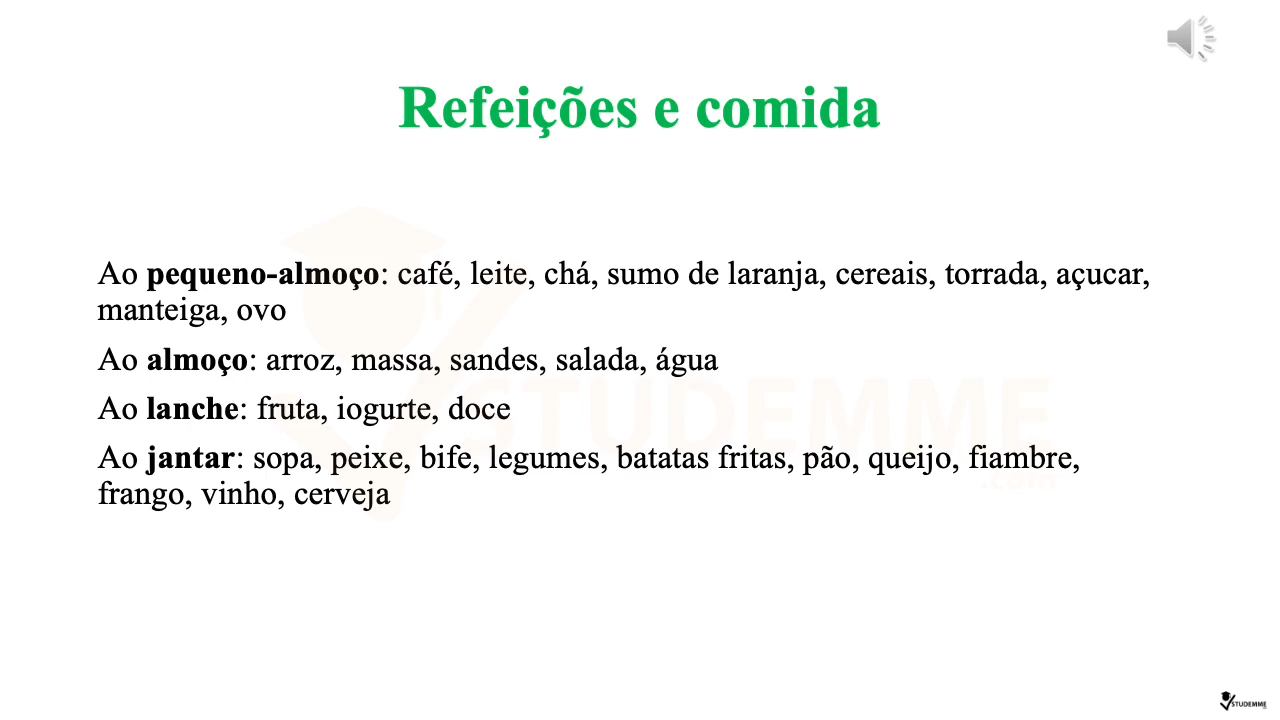 Refeições e comida
Ao pequeno-almoço: café, leite, chá, sumo de laranja, cereais, torrada, açucar,
manteiga, ovo
Ao almoço: arroz, massa, sandes, salada, água
Ao lanche: fruta, iogurte, doce
Ao jantar: sopa, peixe, bife, legumes, batatas fritas, pão, queijo, fiambre,
frango, vinho, cerveja
STUDEMME
.com
STUDEMME